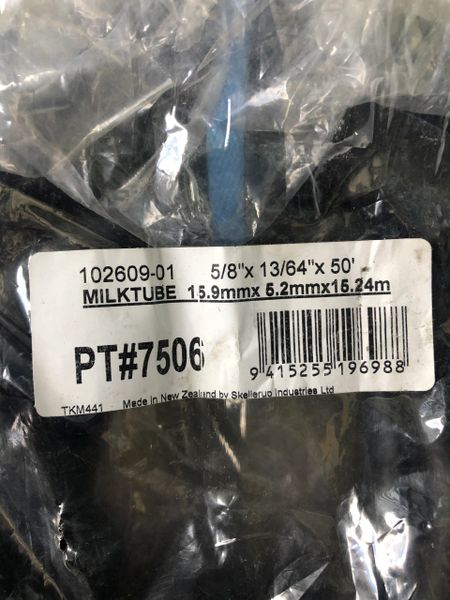 102609-01 5/8"x 13/64"x 50'
MILKTUBE 15.9mmx 5.2mmx15.24m
PT#7506
9 415255 196988
TKM441 Made in New Zealand by Skellerup Industries Ltd